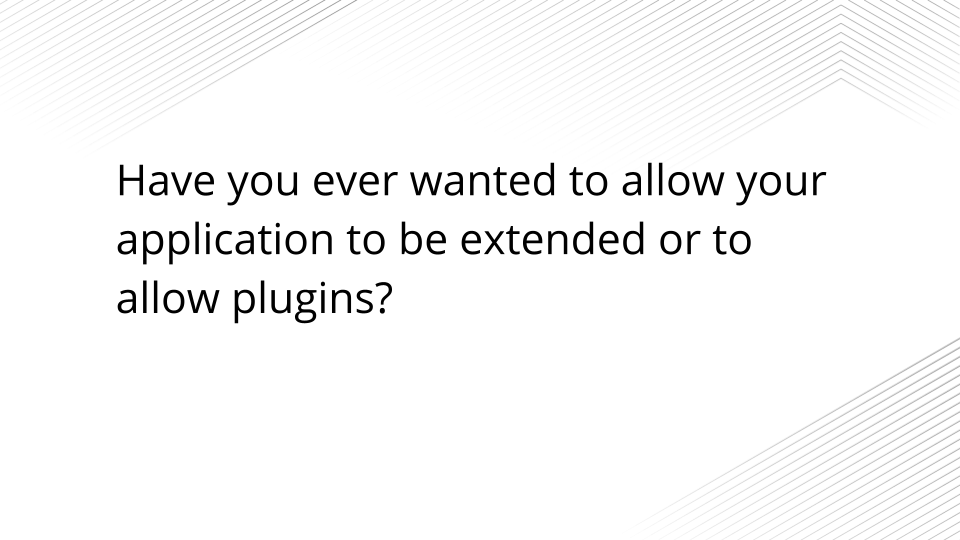 Have you ever wanted to allow your
application to be extended or to
allow plugins?